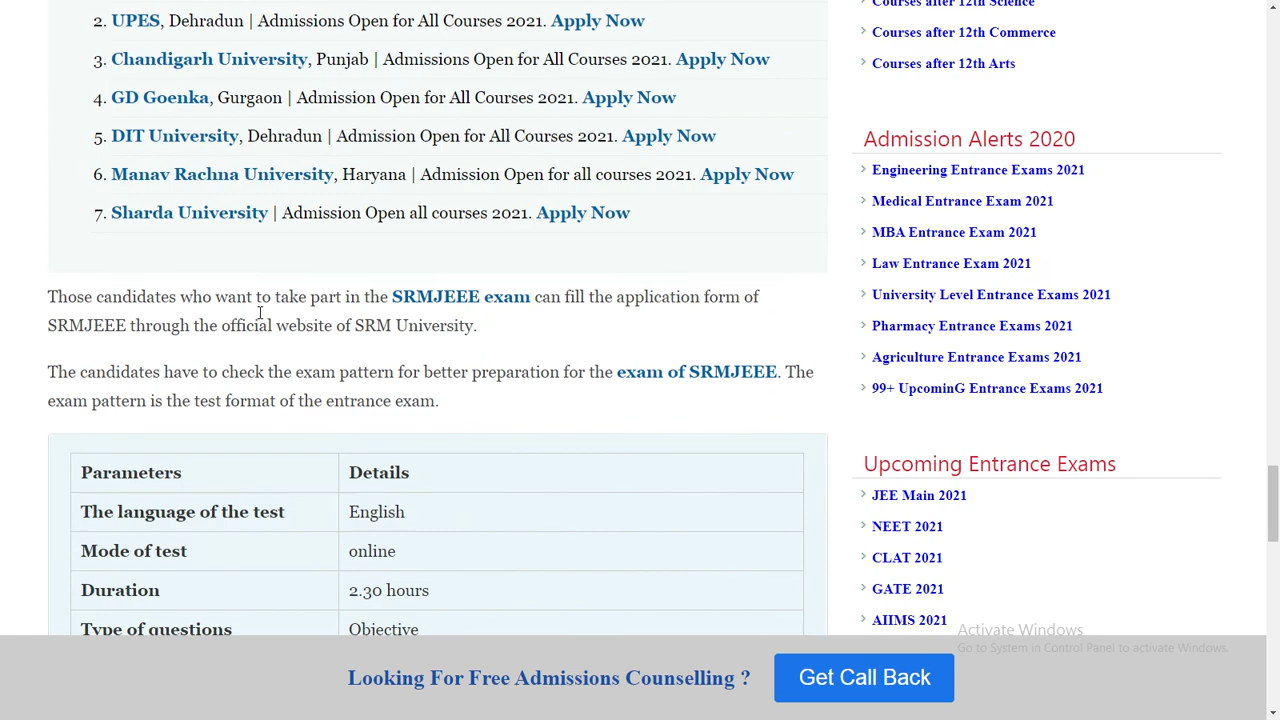 2. UPES, Dehradun | Admissions Open for All Courses 2021. Apply Now
3. Chandigarh University, Punjab | Admissions Open for All Courses 2021. Apply Now
4. GD Goenka, Gurgaon | Admission Open for All Courses 2021. Apply Now
5. DIT University, Dehradun | Admission Open for All Courses 2021. Apply Now
6. Manav Rachna University, Haryana | Admission Open for all courses 2021. Apply Now
7. Sharda University | Admission Open all courses 2021. Apply Now
Those candidates who want to take part in the SRMJEEE exam can fill the application form of
SRMJEEE through the official website of SRM University.
The candidates have to check the exam pattern for better preparation for the exam of SRMJEEE. The
exam pattern is the test format of the entrance exam.
Parameters Details
The language of the test English
Mode of test online
Duration 2.30 hours
Type of questions Objective
Courses after 12th Science
Courses after 12th Commerce
Courses after 12th Arts
Admission Alerts 2020
Engineering Entrance Exams 2021
Medical Entrance Exam 2021
MBA Entrance Exam 2021
Law Entrance Exam 2021
University Level Entrance Exams 2021
Pharmacy Entrance Exams 2021
Agriculture Entrance Exams 2021
99+ UpcominG Entrance Exams 2021
Upcoming Entrance Exams
JEE Main 2021
NEET 2021
CLAT 2021
GATE 2021
AIIMS 2021
Activate Windows
Go to System in Control Panel to activate Windows.
Looking For Free Admissions Counselling ? Get Call Back